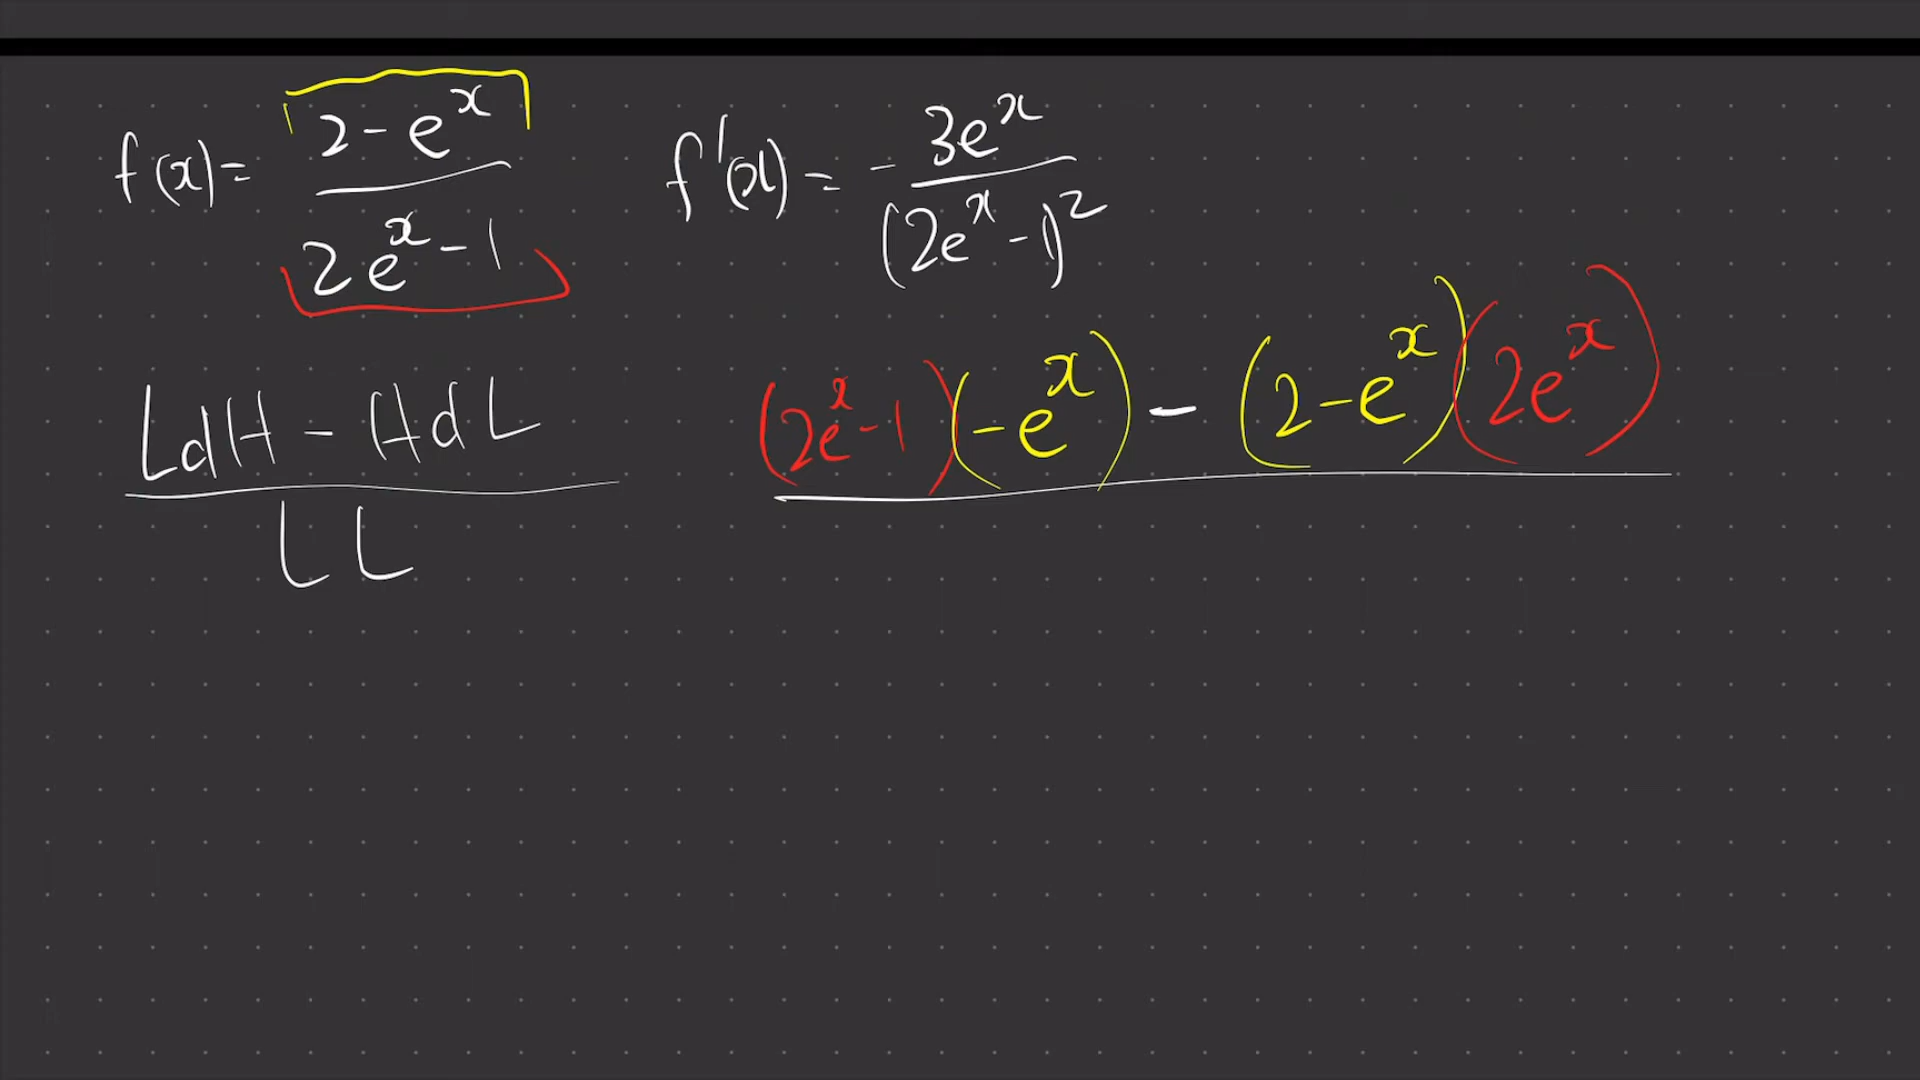 f(x) = (2 - e^x) / (2e^x - 1)
f'(x) = - 3e^x / (2e^x - 1)^2
(LdH - HdL) / LL
(2e^x - 1)(-e^x) - (2 - e^x)(2e^x)